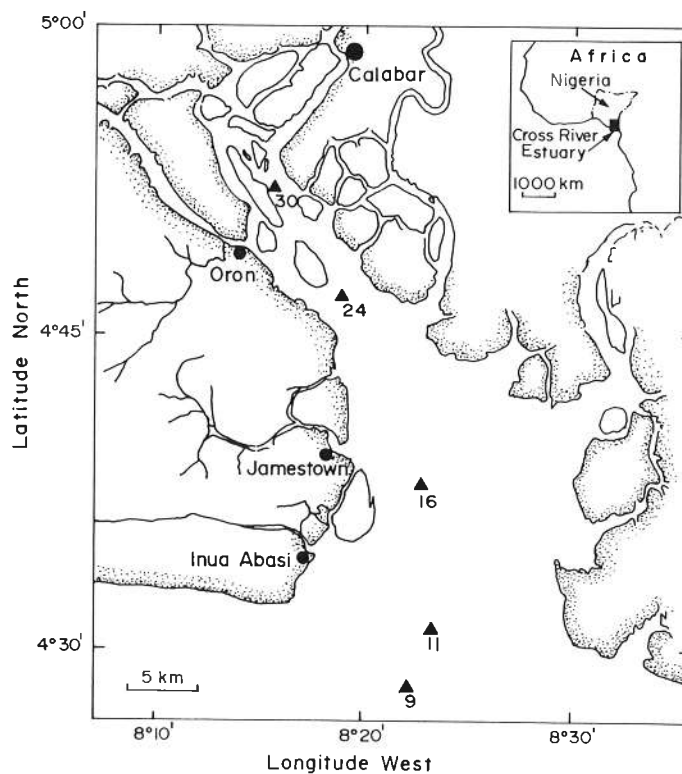 5°00'
Calabar
Africa
Nigeria
Cross River
Estuary
1000 km
30
Oron
24
4°45'
Latitude North
Jamestown
16
Inua Abasi
11
4°30'
5 km
9
8°10'
8°20'
8°30'
Longitude West